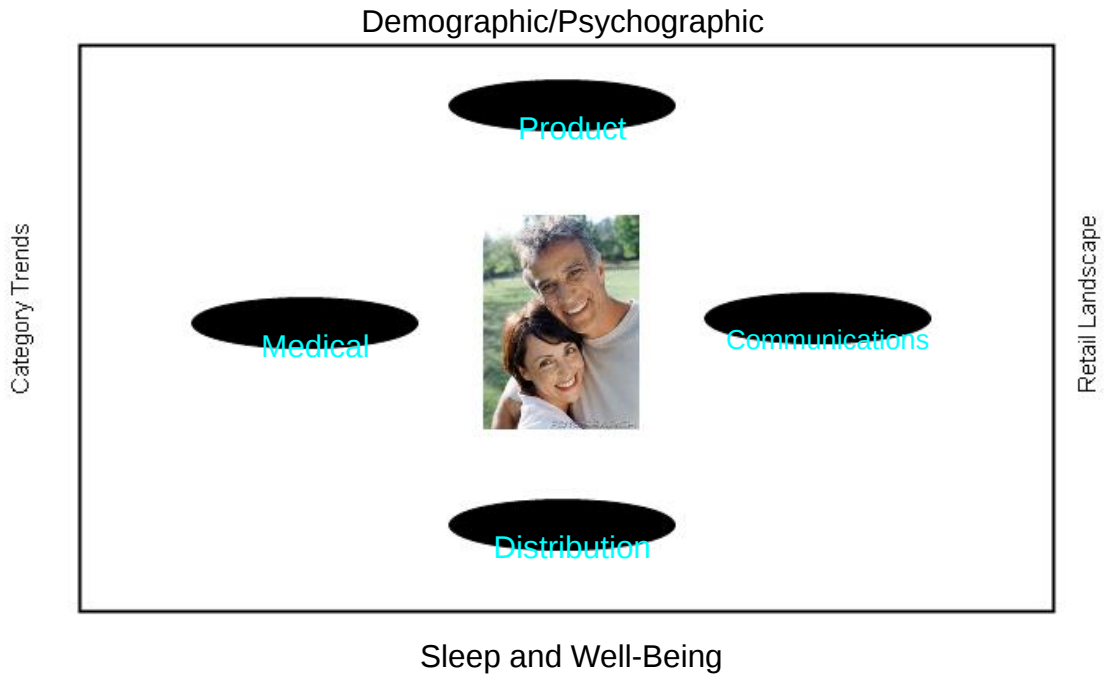 Demographic/Psychographic
Product
Category Trends
Retail Landscape
Medical
Communications
Distribution
Sleep and Well-Being